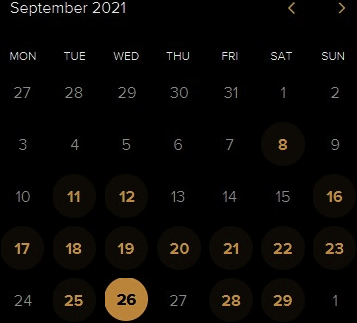 September 2021
MON TUE WED THU FRI SAT SUN
27 28 29 30 31 1 2
3 4 5 6 7 8 9
10 11 12 13 14 15 16
17 18 19 20 21 22 23
24 25 26 27 28 29 1